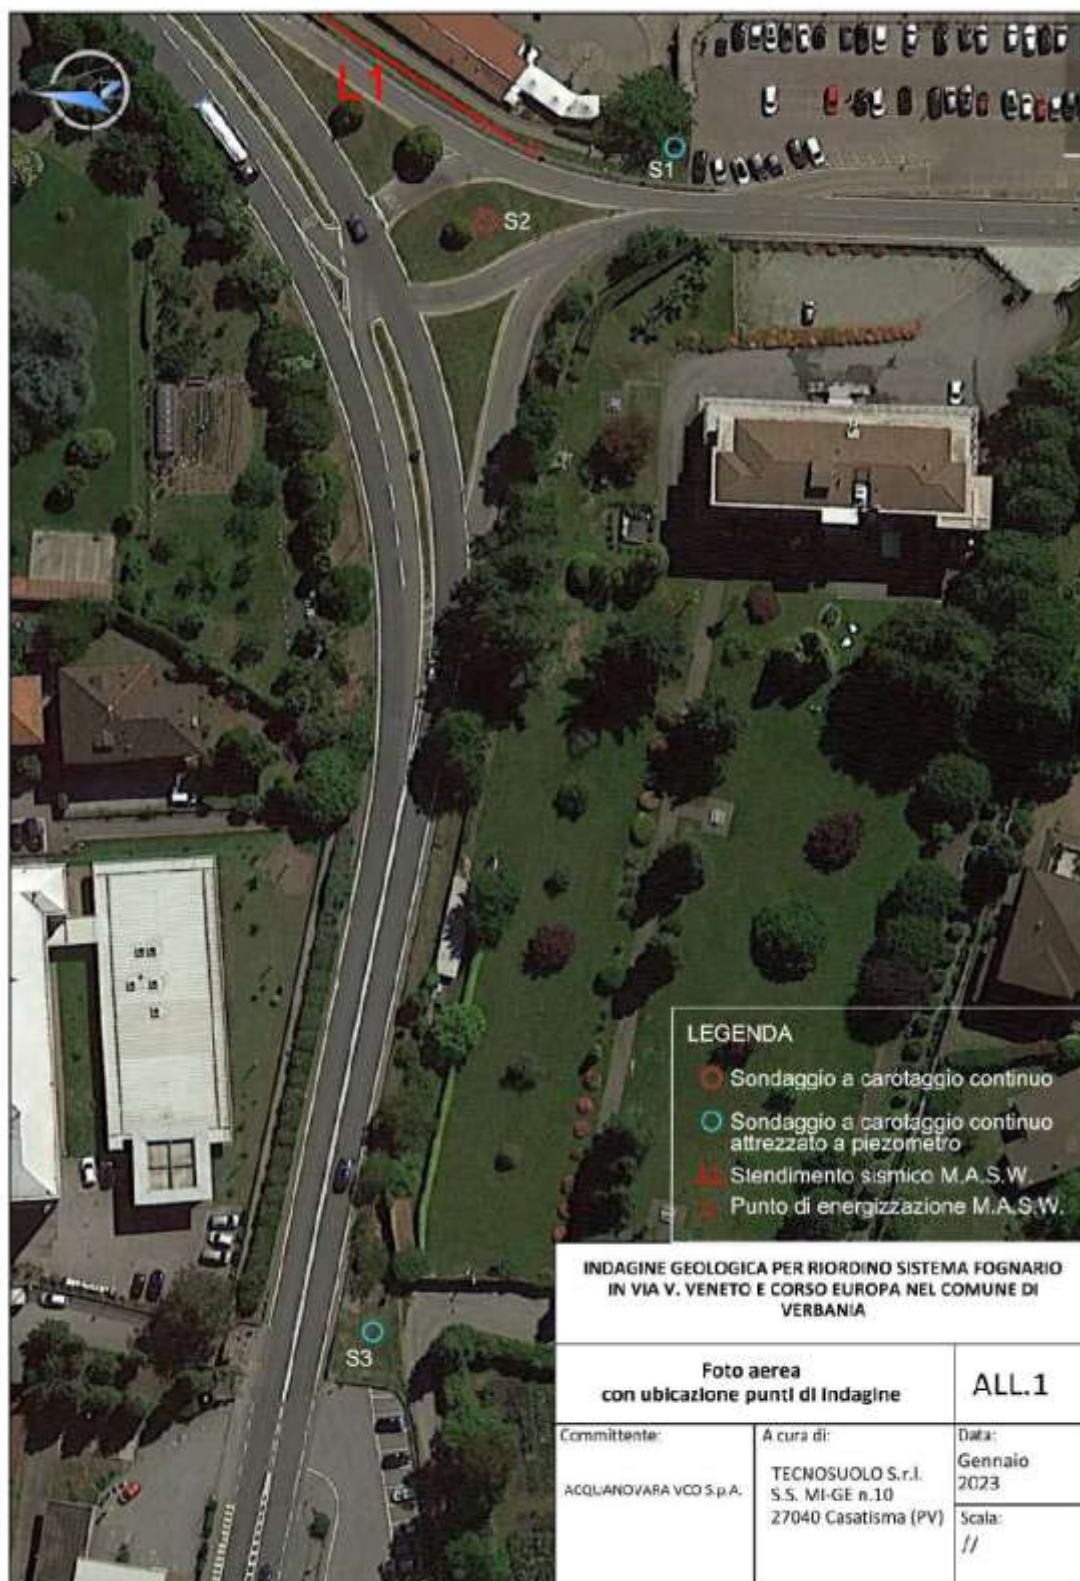 L1
S1
S2
S3
LEGENDA
Sondaggio a carotaggio continuo
Sondaggio a carotaggio continuo
attrezzato a piezometro
L1 Stendimento sismico M.A.S.W.
Punto di energizzazione M.A.S.W.
INDAGINE GEOLOGICA PER RIORDINO SISTEMA FOGNARIO
IN VIA V. VENETO E CORSO EUROPA NEL COMUNE DI
VERBANIA
Foto aerea
con ubicazione punti di indagine
ALL.1
Committente:
ACQUANOVARA VCO S.p.A.
A cura di:
TECNOSUOLO S.r.l.
S.S. MI-GE n.10
27040 Casatisma (PV)
Data:
Gennaio
2023
Scala:
//